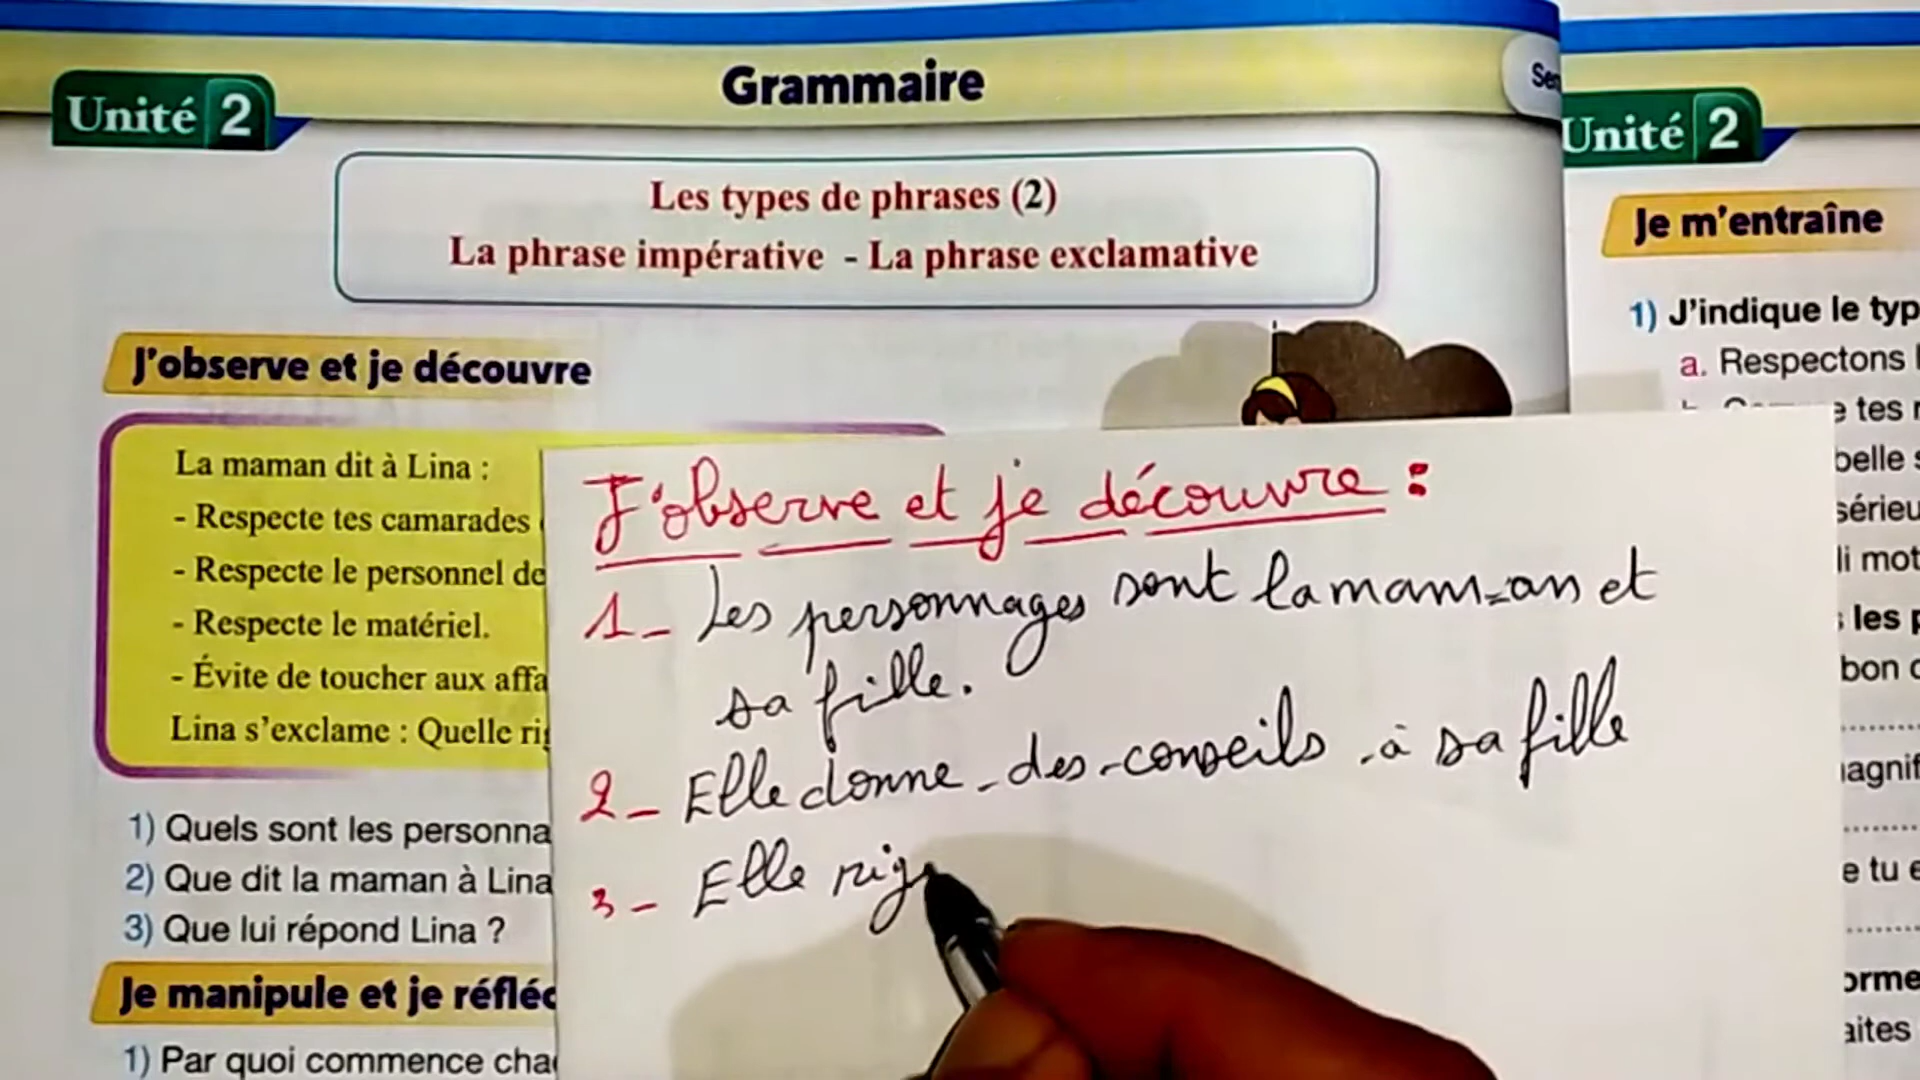 Unité 2
Grammaire
Les types de phrases (2)
La phrase impérative - La phrase exclamative
J'observe et je découvre
La maman dit à Lina :
- Respecte tes camarades
- Respecte le personnel de
- Respecte le matériel.
- Évite de toucher aux affa
Lina s'exclame : Quelle rig
1) Quels sont les personna
2) Que dit la maman à Lina
3) Que lui répond Lina ?
Je manipule et je réfléc
1) Par quoi commence cha
J'observe et je découvre :
1- Les personnages sont la mam-an et
sa fille.
2- Elle donne des conseils à sa fille
3- Elle rig
Unité 2
Je m'entraîne
1) J'indique le typ
a. Respectons
e tes
belle
sérieu
li mot
les p
bon
agnif
e tu e
orme
aites